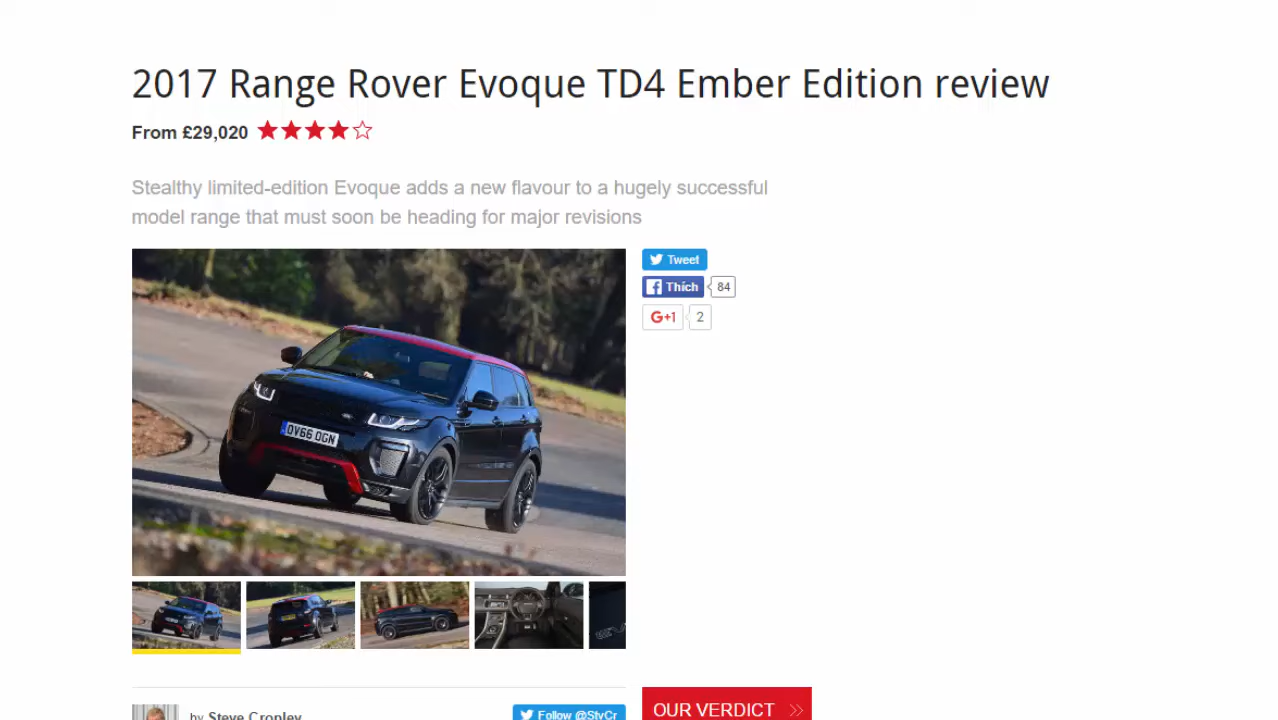 2017 Range Rover Evoque TD4 Ember Edition review
From £29,020
Stealthy limited-edition Evoque adds a new flavour to a hugely successful
model range that must soon be heading for major revisions
Tweet
Thích 84
G+1 2
OV66 OGN
by Steve Cropley
Follow @StvCr
OUR VERDICT